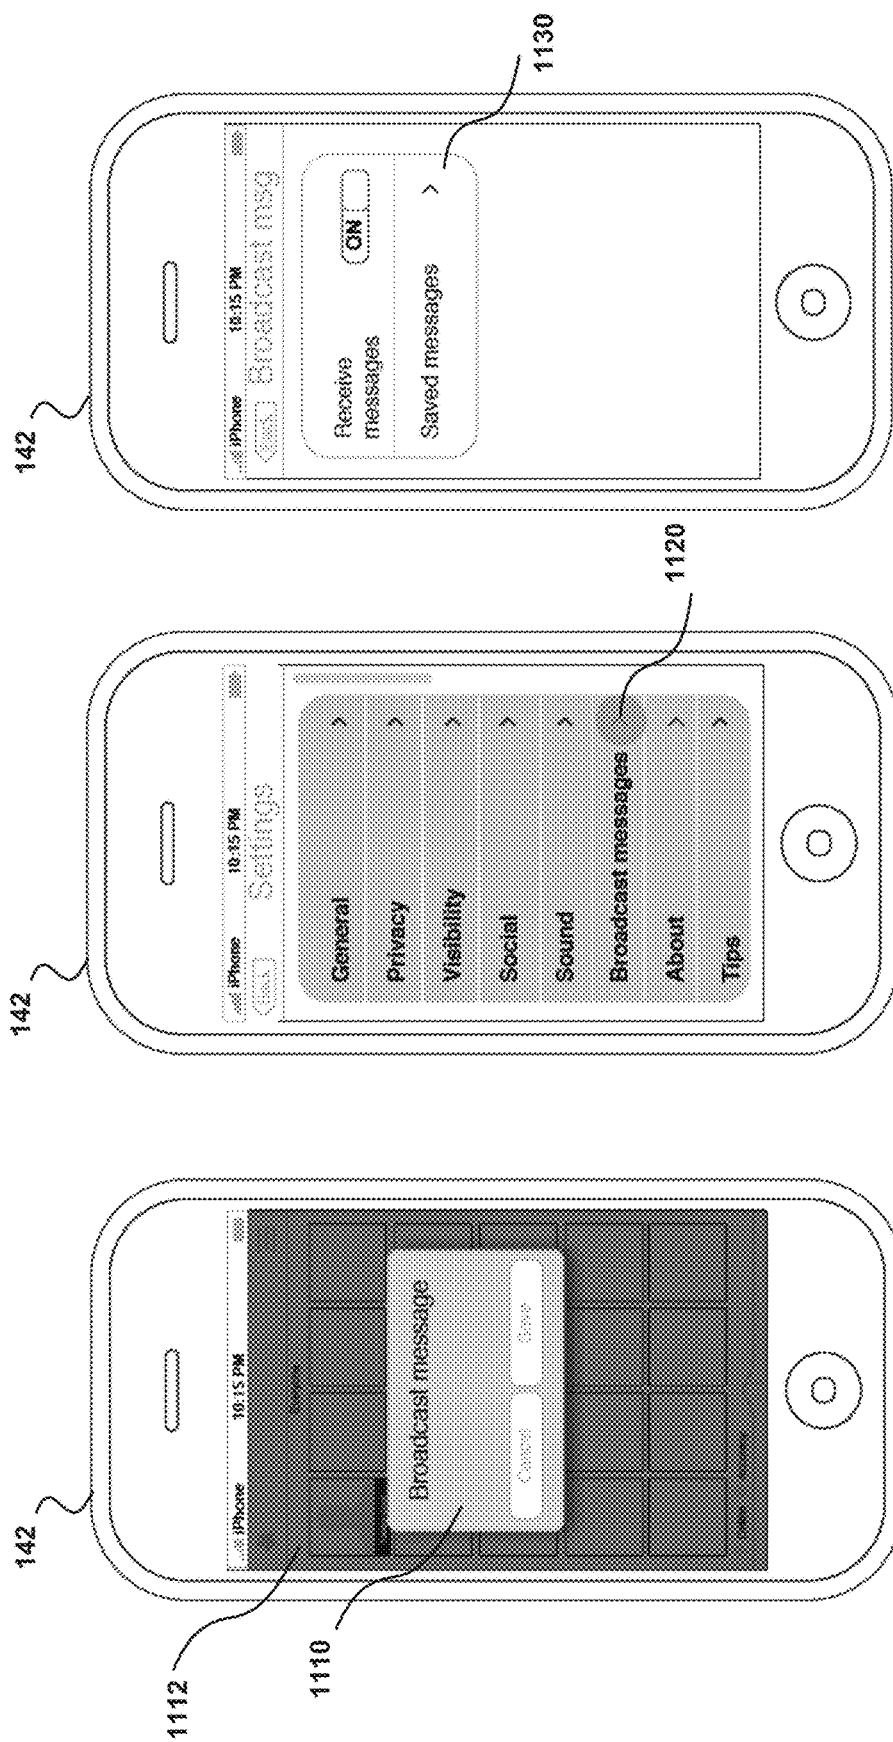 142
iPhone
10:15 PM
Broadcast message
Cancel
Save
1112
1110
142
iPhone
10:15 PM
Settings
General
Privacy
Visibility
Social
Sound
Broadcast messages
About
Tips
1120
142
iPhone
10:15 PM
Broadcast msg
Receive
messages
ON
Saved messages
1130